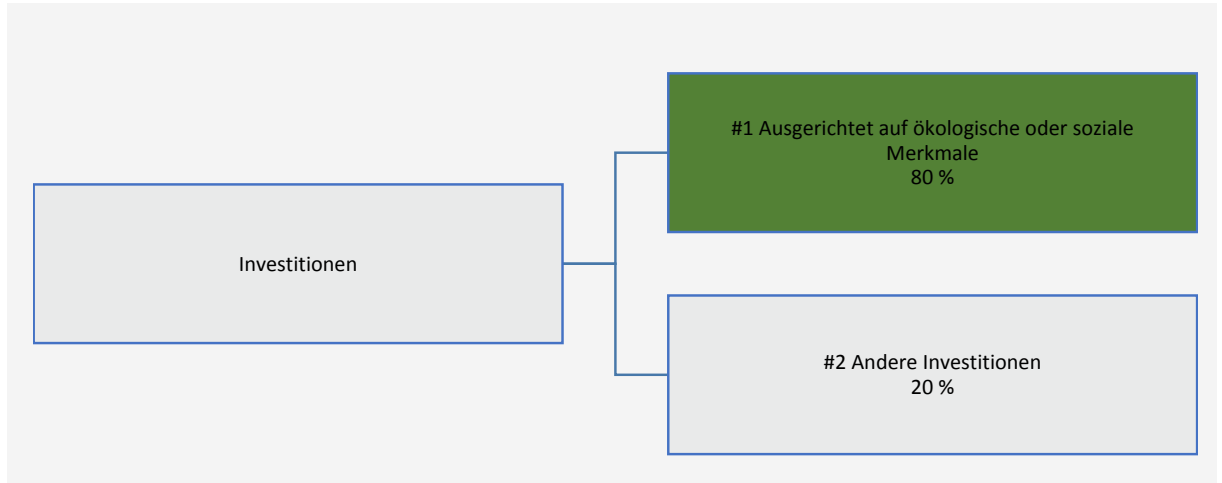 Investitionen
#1 Ausgerichtet auf ökologische oder soziale
Merkmale
80 %
#2 Andere Investitionen
20 %